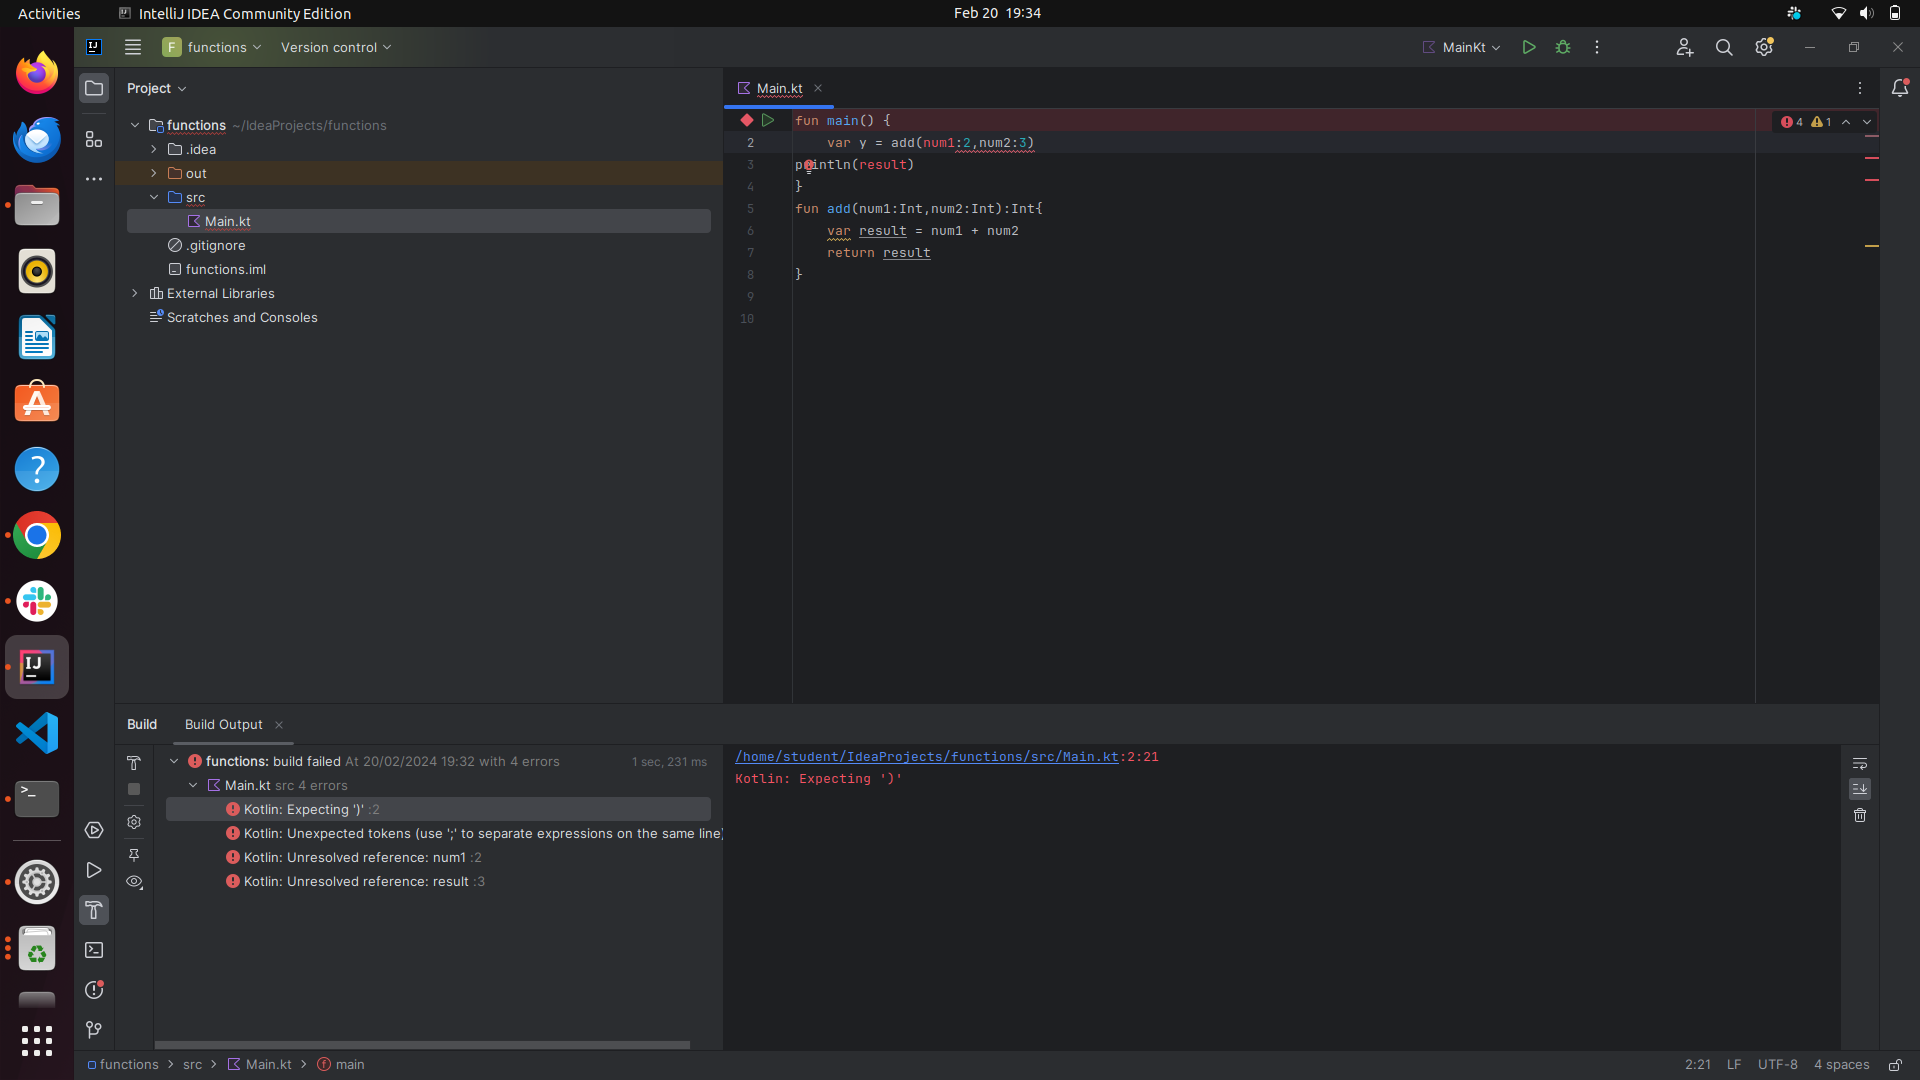 Activities
IntelliJ IDEA Community Edition
Feb 20 19:34
F functions
Version control
MainKt
Project
Main.kt
functions ~/IdeaProjects/functions
.idea
out
src
Main.kt
.gitignore
functions.iml
External Libraries
Scratches and Consoles
fun main() {
4 1
2 var y = add(num1:2,num2:3)
3 println(result)
4 }
5 fun add(num1:Int,num2:Int):Int{
6 var result = num1 + num2
7 return result
8 }
9
10
Build
Build Output
functions: build failed At 20/02/2024 19:32 with 4 errors 1 sec, 231 ms
Main.kt src 4 errors
Kotlin: Expecting ')' :2
Kotlin: Unexpected tokens (use ';' to separate expressions on the same line)
Kotlin: Unresolved reference: num1 :2
Kotlin: Unresolved reference: result :3
/home/student/IdeaProjects/functions/src/Main.kt:2:21
Kotlin: Expecting ')'
functions > src > Main.kt > main
2:21 LF UTF-8 4 spaces